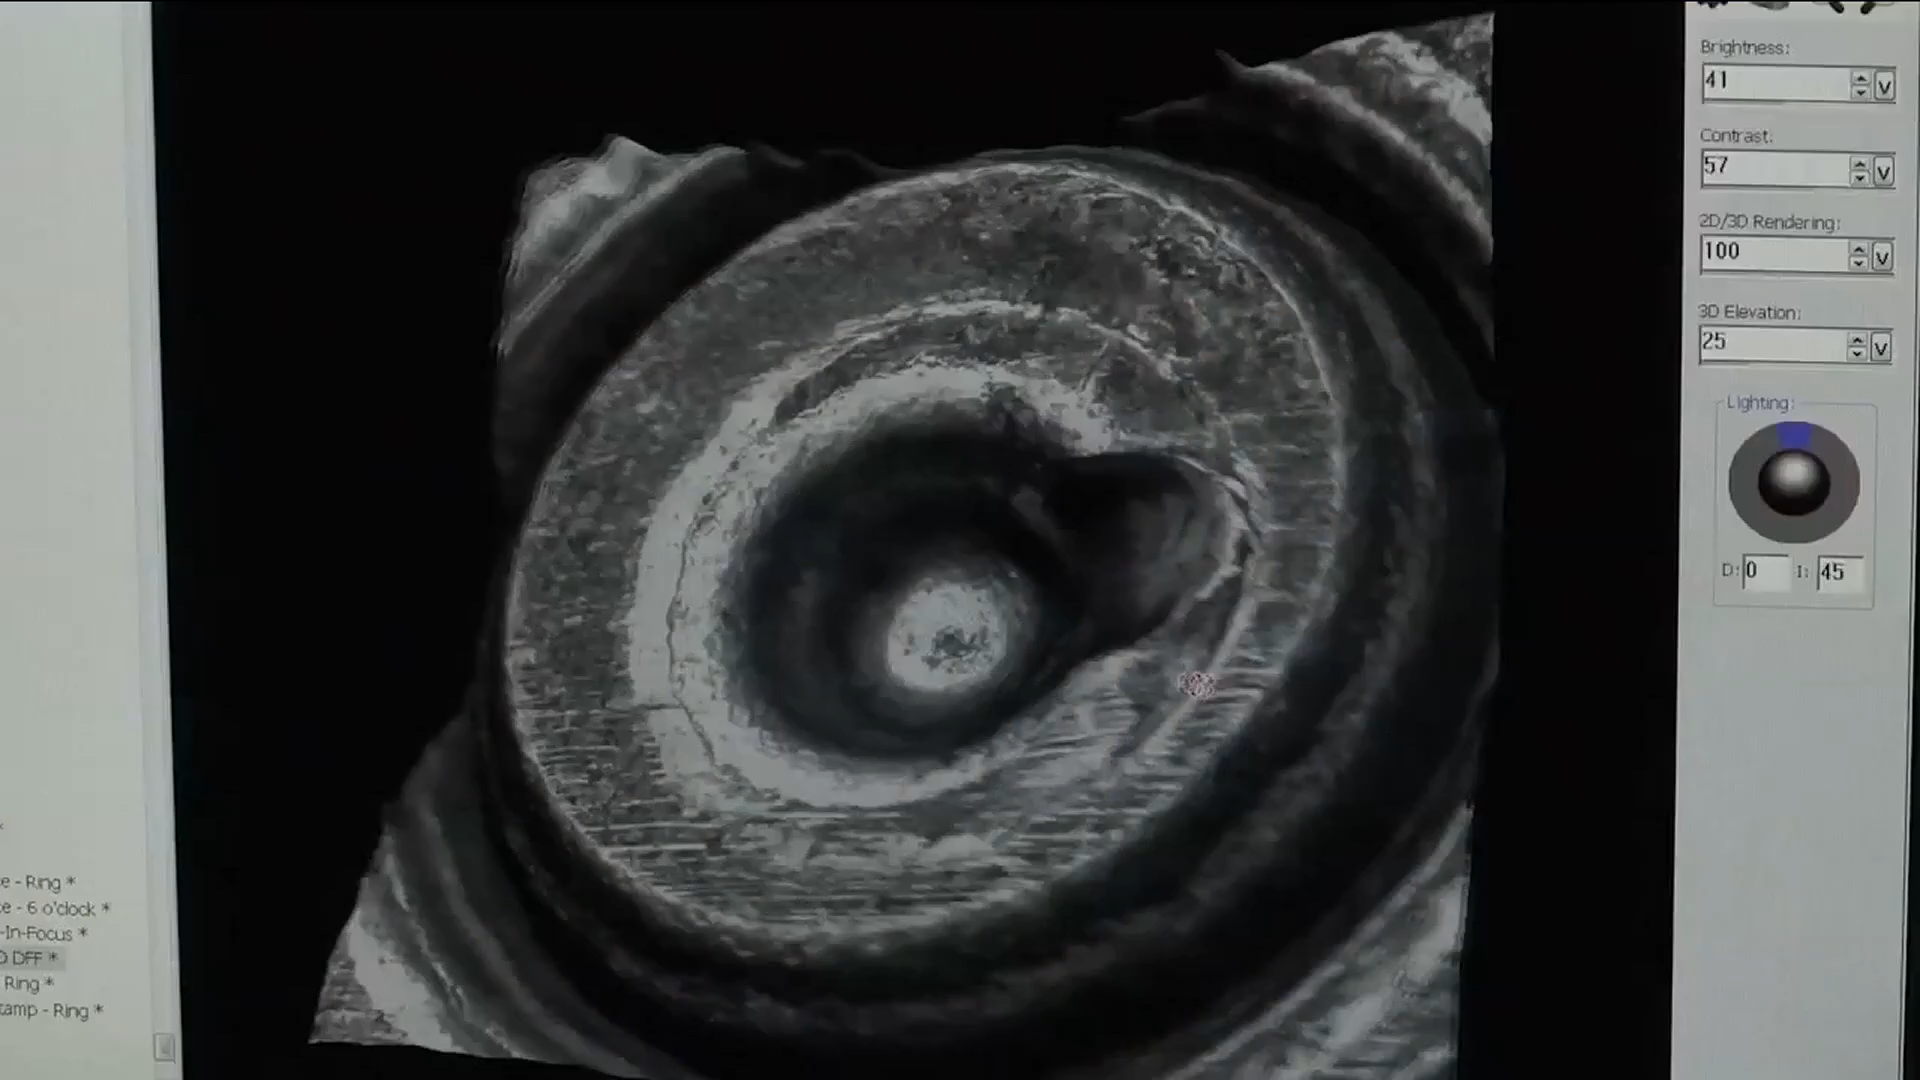 Brightness:
41
V
Contrast:
57
V
2D/3D Rendering:
100
V
3D Elevation:
25
V
Lighting:
D: 0 I: 45
e - Ring *
e - 6 o'clock *
-In-Focus *
D DFF *
Ring *
tamp - Ring *